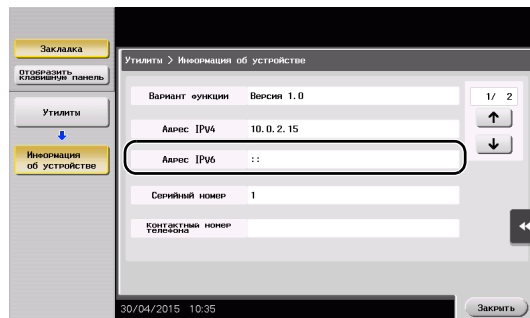 Закладка
Отобразить
клавишную панель
Утилиты
Информация
об устройстве
Утилиты > Информация об устройстве
Вариант функции Версия 1.0
1/ 2
Адрес IPv4 10.0.2.15
Адрес IPv6 ::
Серийный номер 1
Контактный номер
телефона
30/04/2015 10:35
Закрыть